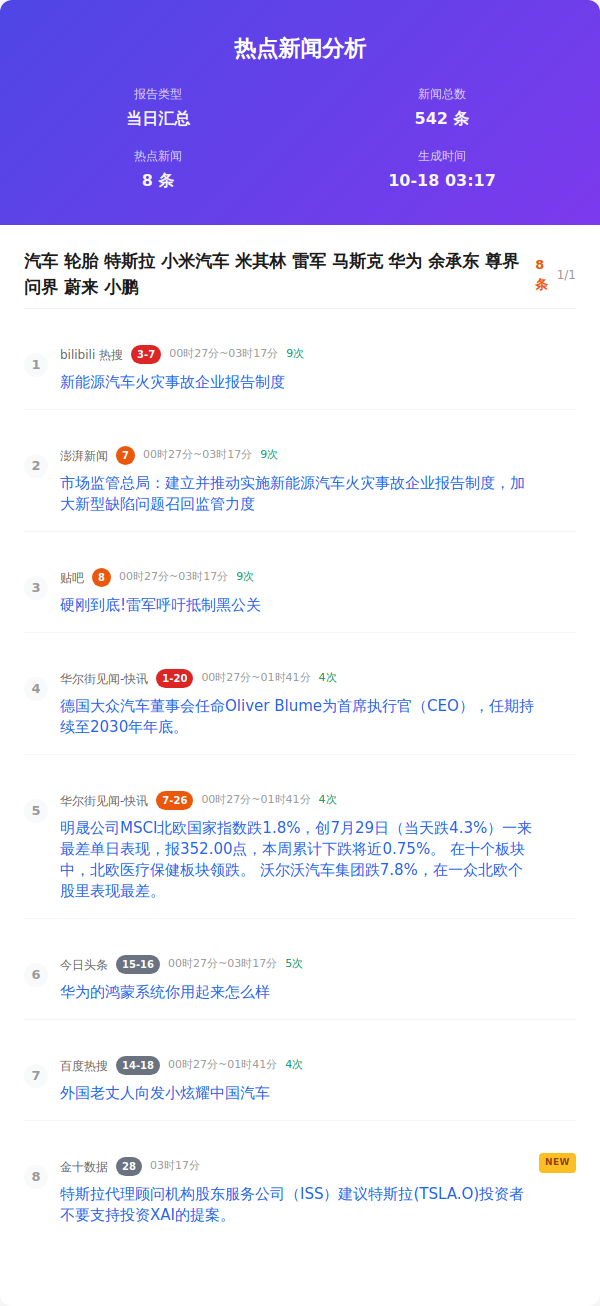 热点新闻分析
报告类型
新闻总数
当日汇总
542 条
热点新闻
生成时间
8 条
10-18 03:17
汽车 轮胎 特斯拉 小米汽车 米其林 雷军 马斯克 华为 余承东 尊界
问界 蔚来 小鹏
8
条
1/1
1
bilibili 热搜 3-7 00时27分~03时17分 9次
新能源汽车火灾事故企业报告制度
2
澎湃新闻 7 00时27分~03时17分 9次
市场监管总局：建立并推动实施新能源汽车火灾事故企业报告制度，加
大新型缺陷问题召回监管力度
3
贴吧 8 00时27分~03时17分 9次
硬刚到底!雷军呼吁抵制黑公关
4
华尔街见闻-快讯 1-20 00时27分~01时41分 4次
德国大众汽车董事会任命Oliver Blume为首席执行官（CEO），任期持
续至2030年年底。
5
华尔街见闻-快讯 7-26 00时27分~01时41分 4次
明晟公司MSCI北欧国家指数跌1.8%，创7月29日（当天跌4.3%）一来
最差单日表现，报352.00点，本周累计下跌将近0.75%。 在十个板块
中，北欧医疗保健板块领跌。 沃尔沃汽车集团跌7.8%，在一众北欧个
股里表现最差。
6
今日头条 15-16 00时27分~03时17分 5次
华为的鸿蒙系统你用起来怎么样
7
百度热搜 14-18 00时27分~01时41分 4次
外国老丈人向发小炫耀中国汽车
8
金十数据 28 03时17分
NEW
特斯拉代理顾问机构股东服务公司（ISS）建议特斯拉(TSLA.O)投资者
不要支持投资XAI的提案。